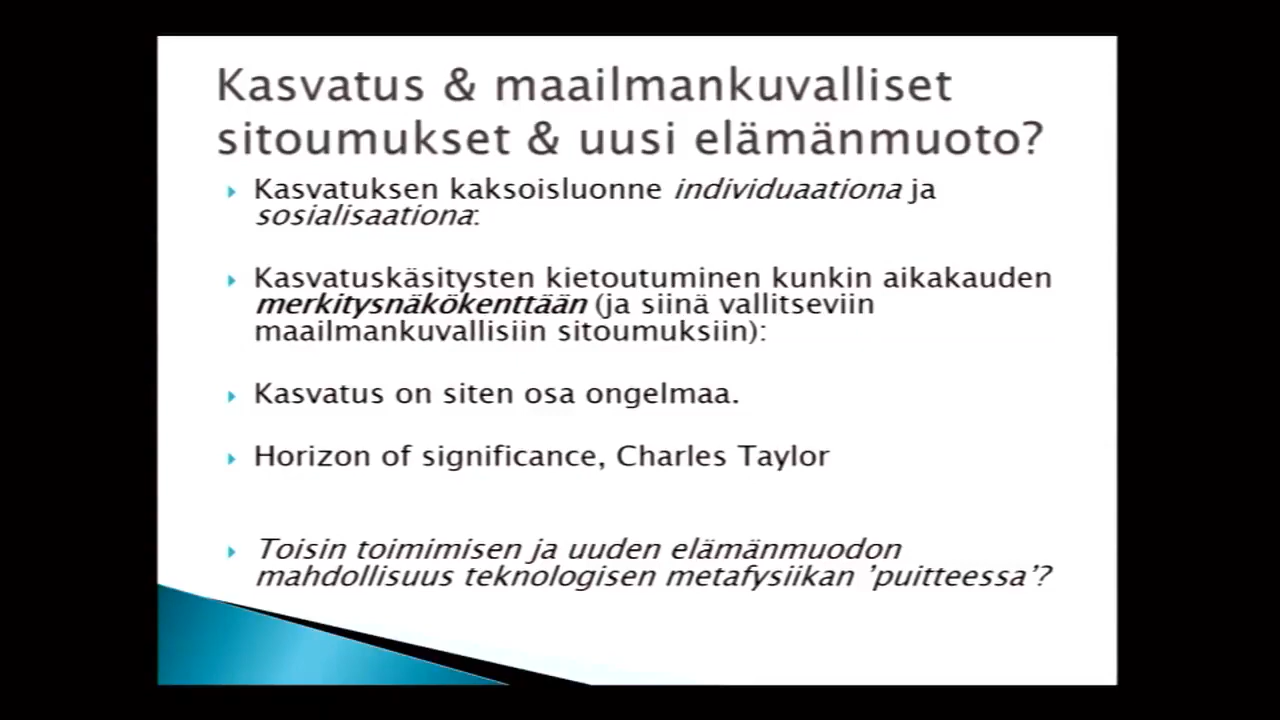 Kasvatus & maailmankuvalliset
sitoumukset & uusi elämänmuoto?
Kasvatuksen kaksoisluonne individuaationa ja
sosialisaationa:
Kasvatuskäsitysten kietoutuminen kunkin aikakauden
merkitysnäkökenttään (ja siinä vallitseviin
maailmankuvallisiin sitoumuksiin):
Kasvatus on siten osa ongelmaa.
Horizon of significance, Charles Taylor
Toisin toimimisen ja uuden elämänmuodon
mahdollisuus teknologisen metafysiikan ’puitteessa’?